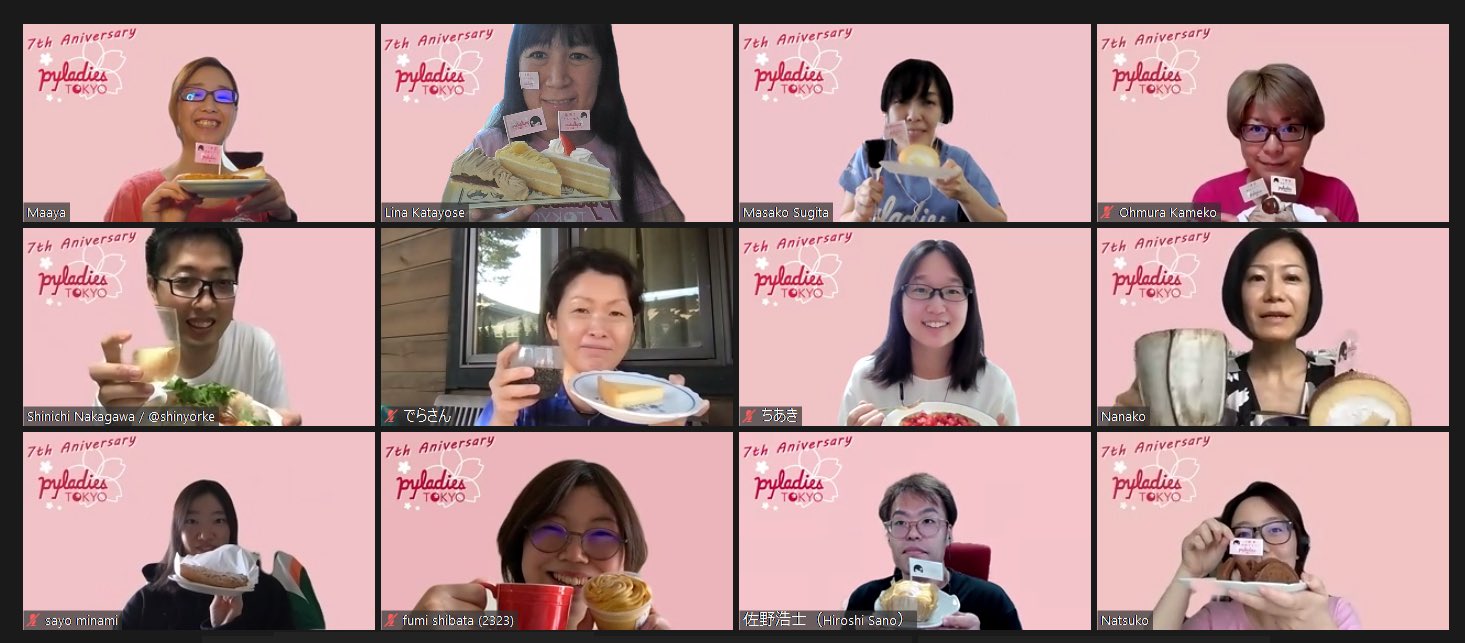 7th Aniversary
pyladies
TOKYO
Maaya
7th Aniversary
pyladies
TOKYO
Lina Katayose
7th Aniversary
pyladies
TOKYO
Masako Sugita
7th Aniversary
pyladies
TOKYO
Ohmura Kameko
7th Aniversary
pyladies
TOKYO
Shinichi Nakagawa / @shinyorke
でらさん
7th Aniversary
pyladies
TOKYO
ちあき
7th Aniversary
pyladies
TOKYO
Nanako
7th Aniversary
pyladies
TOKYO
sayo minami
7th Aniversary
pyladies
TOKYO
fumi shibata (2323)
7th Aniversary
pyladies
TOKYO
佐野浩士（Hiroshi Sano）
7th Aniversary
pyladies
TOKYO
Natsuko